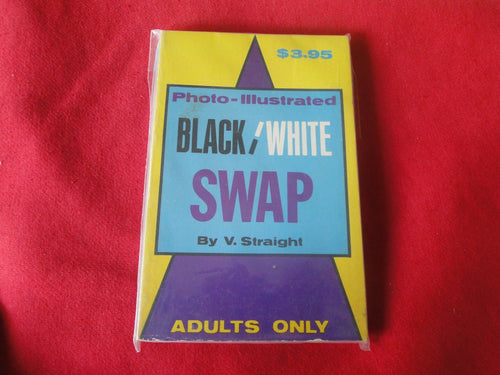 $3.95
Photo-Illustrated
BLACK/WHITE
SWAP
By V. Straight
ADULTS ONLY